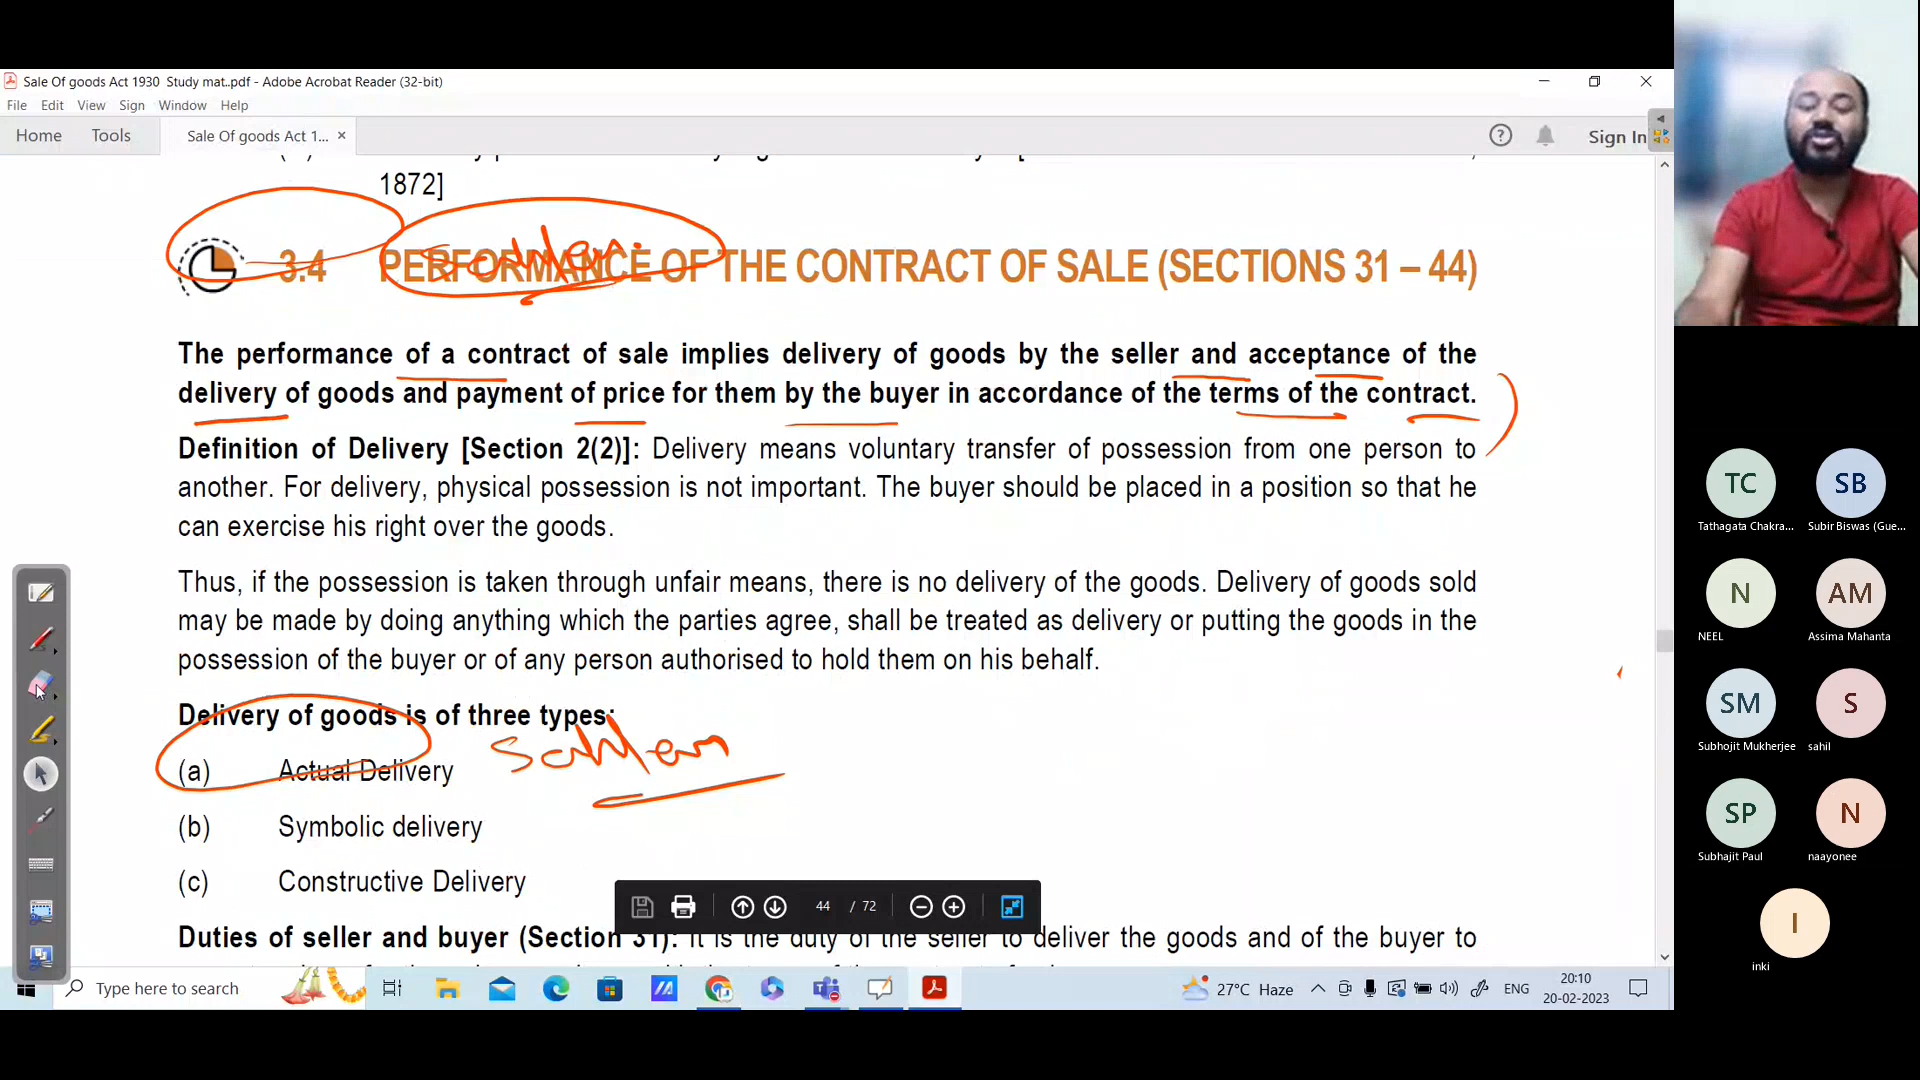 Sale Of goods Act 1930 Study mat..pdf - Adobe Acrobat Reader (32-bit)
File Edit View Sign Window Help
Home Tools Sale Of goods Act 1... × Sign In
1872]
3.4 PERFORMANCE OF THE CONTRACT OF SALE (SECTIONS 31 – 44)
The performance of a contract of sale implies delivery of goods by the seller and acceptance of the
delivery of goods and payment of price for them by the buyer in accordance of the terms of the contract.
Definition of Delivery [Section 2(2)]: Delivery means voluntary transfer of possession from one person to
another. For delivery, physical possession is not important. The buyer should be placed in a position so that he
can exercise his right over the goods.
Thus, if the possession is taken through unfair means, there is no delivery of the goods. Delivery of goods sold
may be made by doing anything which the parties agree, shall be treated as delivery or putting the goods in the
possession of the buyer or of any person authorised to hold them on his behalf.
Delivery of goods is of three types:
(a) Actual Delivery
(b) Symbolic delivery
(c) Constructive Delivery
44 / 72
Duties of seller and buyer (Section 31): It is the duty of the seller to deliver the goods and of the buyer to
Type here to search
27°C Haze
ENG
20:10
20-02-2023
TC SB
Tathagata Chakra... Subir Biswas (Gue...
N AM
NEEL Assima Mahanta
SM S
Subhojit Mukherjee sahil
SP N
Subhajit Paul naayonee
I
inki